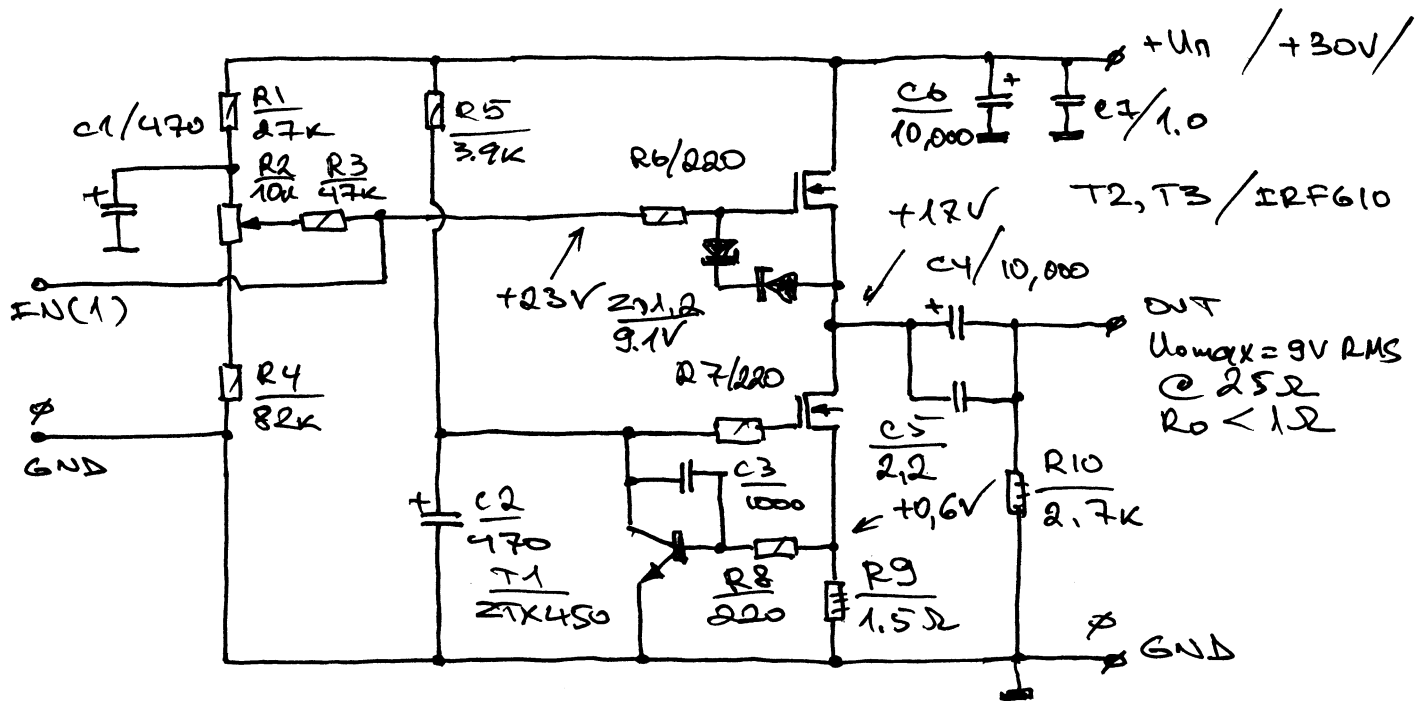 +Uп /+30V/
C1/470
R1
27K
R5
3.9K
C6
10,000
+
C7/1.0
R2
10K
R3
47K
R6/220
T2, T3 / IRF610
+
+17V
C4/10,000
IN(1)
+23V
ZD1,2
9.1V
+
OUT
Uomax = 9V RMS
@ 25Ω
Ro < 1Ω
R4
82K
R7/220
GND
C5
2,2
+
C2
470
C3
1000
+0,6V
R10
2.7K
T1
ZTX450
R8
220
R9
1.5Ω
GND